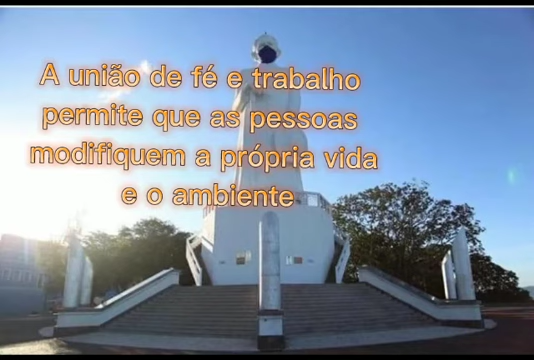 A união de fé e trabalho
permite que as pessoas
modifiquem a própria vida
e o ambiente